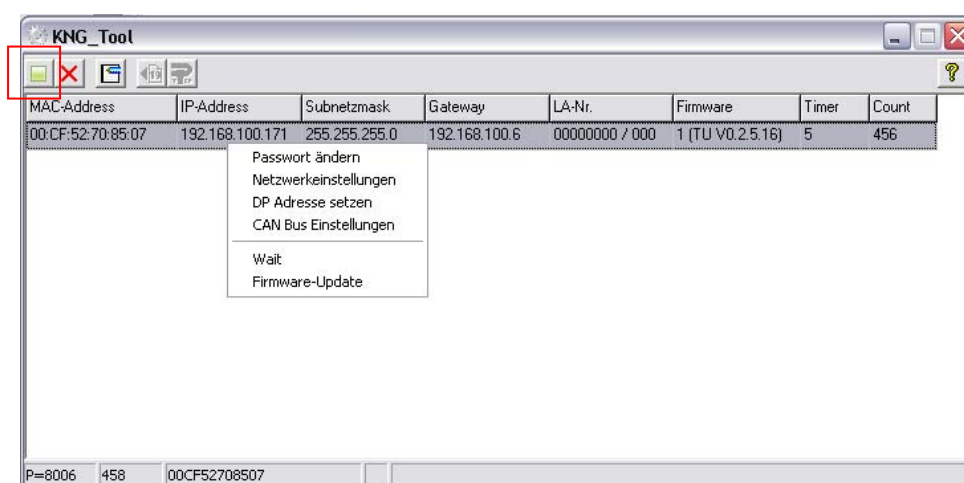 KNG_Tool
19
?
MAC-Address IP-Address Subnetzmask Gateway LA-Nr. Firmware Timer Count
00:CF:52:70:85:07 192.168.100.171 255.255.255.0 192.168.100.6 00000000 / 000 1 (TU V0.2.5.16) 5 456
Passwort ändern
Netzwerkeinstellungen
DP Adresse setzen
CAN Bus Einstellungen
Wait
Firmware-Update
P=8006 458 00CF52708507